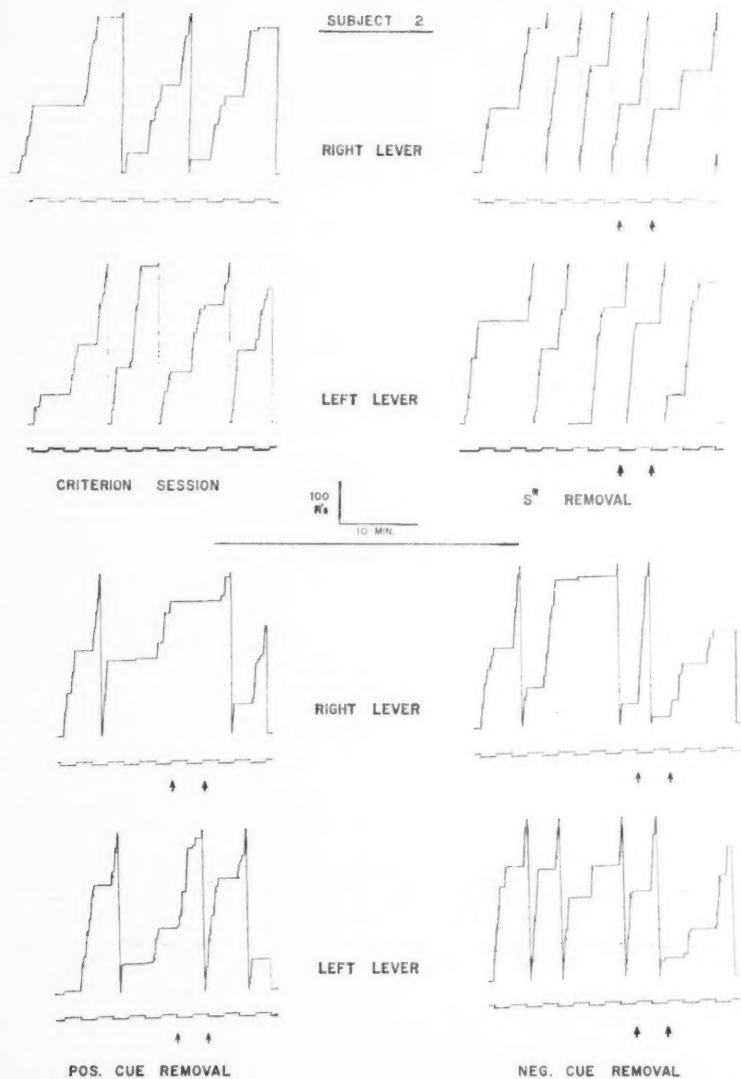 SUBJECT 2
RIGHT LEVER
LEFT LEVER
CRITERION SESSION
100
R's
10 MIN.
S^R REMOVAL
RIGHT LEVER
LEFT LEVER
POS. CUE REMOVAL
NEG. CUE REMOVAL